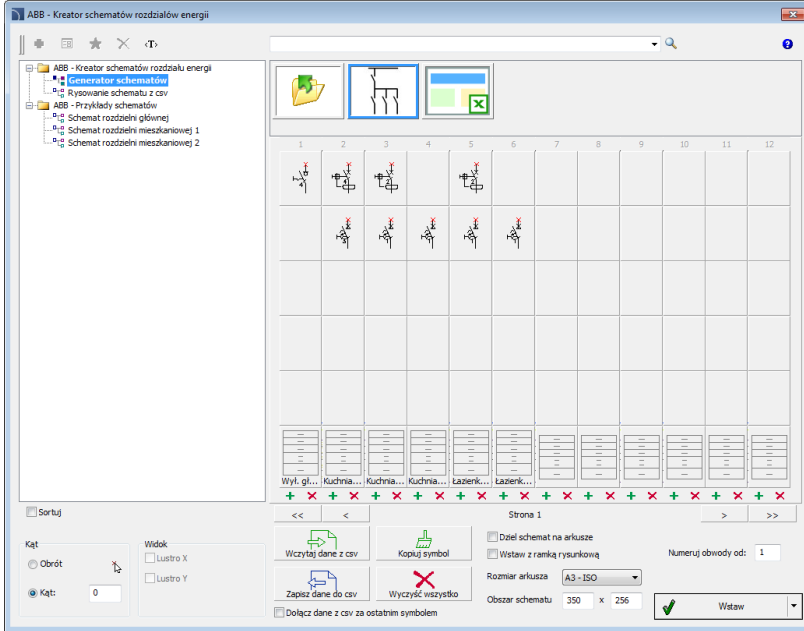 ABB - Kreator schematów rozdzialów energii
‹T›
?
ABB - Kreator schematów rozdziału energii
Generator schematów
Rysowanie schematu z csv
ABB - Przykłady schematów
Schemat rozdzielni głównej
Schemat rozdzielni mieszkaniowej 1
Schemat rozdzielni mieszkaniowej 2
1 2 3 4 5 6 7 8 9 10 11 12
Wył. gł... Kuchnia... Kuchnia... Kuchnia... Łazienk... Łazienk...
<< < Strona 1 > >>
Sortuj
Kąt
Obrót
Kąt: 0
Widok
Lustro X
Lustro Y
Wczytaj dane z csv
Kopiuj symbol
Zapisz dane do csv
Wyczyść wszystko
Dołącz dane z csv za ostatnim symbolem
Dziel schemat na arkusze
Wstaw z ramką rysunkową
Numeruj obwody od: 1
Rozmiar arkusza A3 - ISO
Obszar schematu 350 x 256
Wstaw